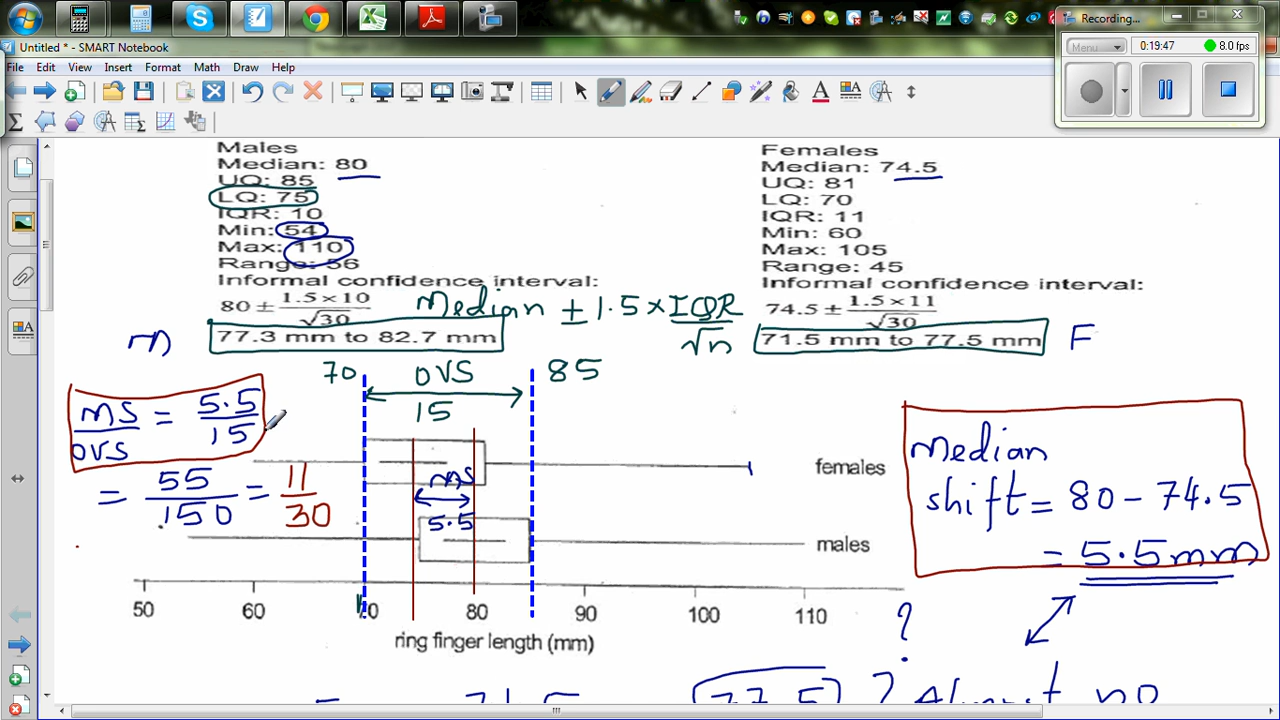 Untitled * - SMART Notebook
File Edit View Insert Format Math Draw Help
Recording...
Menu 0:19:47 8.0 fps
Males
Median: 80
UQ: 85
LQ: 75
IQR: 10
Min: 54
Max: 110
Range: 56
Informal confidence interval:
80 ± 1.5×10
√30
77.3 mm to 82.7 mm
Median ± 1.5 × IQR
√n
Females
Median: 74.5
UQ: 81
LQ: 70
IQR: 11
Min: 60
Max: 105
Range: 45
Informal confidence interval:
74.5 ± 1.5×11
√30
71.5 mm to 77.5 mm
m
F
70 OVS 85
15
MS = 5.5
OVS 15
= 55 = 11
150 30
MS
5.5
females
males
50 60 70 80 90 100 110
ring finger length (mm)
Median
shift = 80 - 74.5
= 5.5mm
?
= 71.5 77.5 ? Almost no